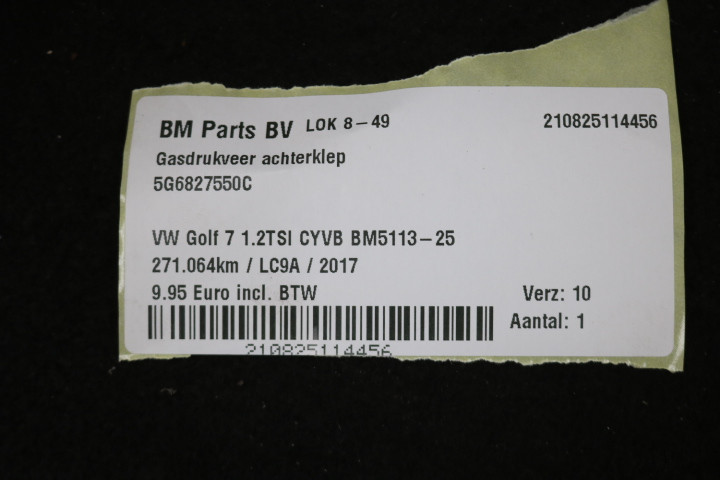 BM Parts BV LOK 8-49 210825114456
Gasdrukveer achterklep
5G6827550C
VW Golf 7 1.2TSI CYVB BM5113-25
271.064km / LC9A / 2017
9.95 Euro incl. BTW Verz: 10
Aantal: 1
210825114456